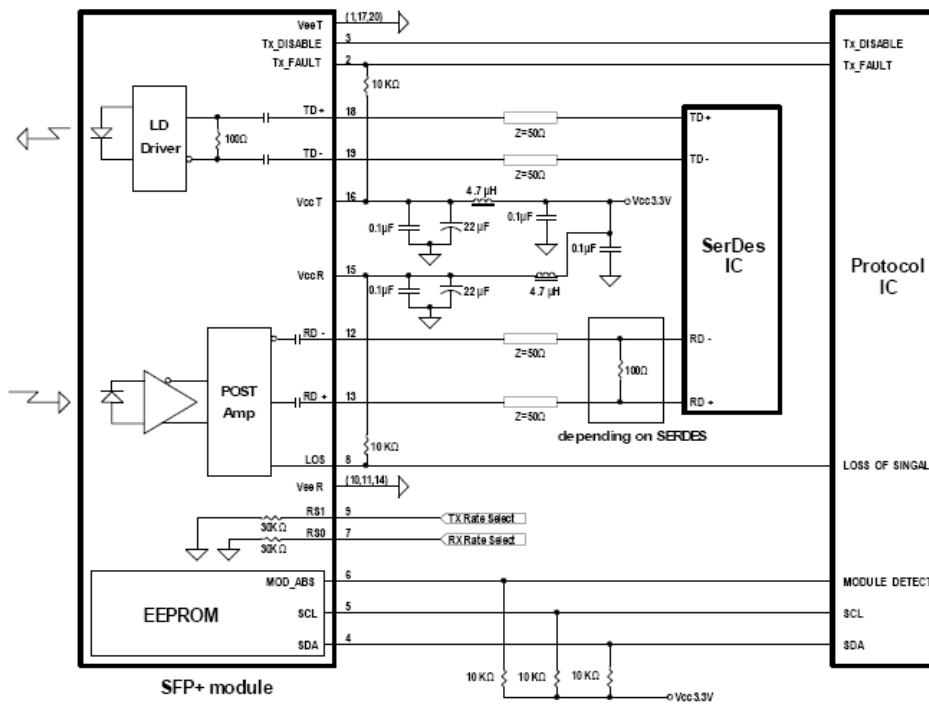 VeeT (1,17,20)
Tx_DISABLE 3 Tx_DISABLE
Tx_FAULT 2 Tx_FAULT
10 KΩ
LD Driver
100Ω
TD+ 18 Z=50Ω TD+
TD- 19 Z=50Ω TD-
VccT 16
4.7 µH
Vcc3.3V
0.1µF
22 µF
0.1µF
0.1µF
SerDes IC
Protocol IC
VccR 15
0.1µF
22 µF
4.7 µH
RD - 12 Z=50Ω RD -
100Ω
POST Amp
RD + 13 Z=50Ω RD +
depending on SERDES
10 KΩ
LOS 8 LOSS OF SINGAL
VeeR (10,11,14)
RS1 9 TX Rate Select
30KΩ
RS0 7 RX Rate Select
30KΩ
EEPROM
MOD_ABS 6 MODULE DETECT
SCL 5 SCL
SDA 4 SDA
10 KΩ 10 KΩ 10 KΩ
Vcc3.3V
SFP+ module